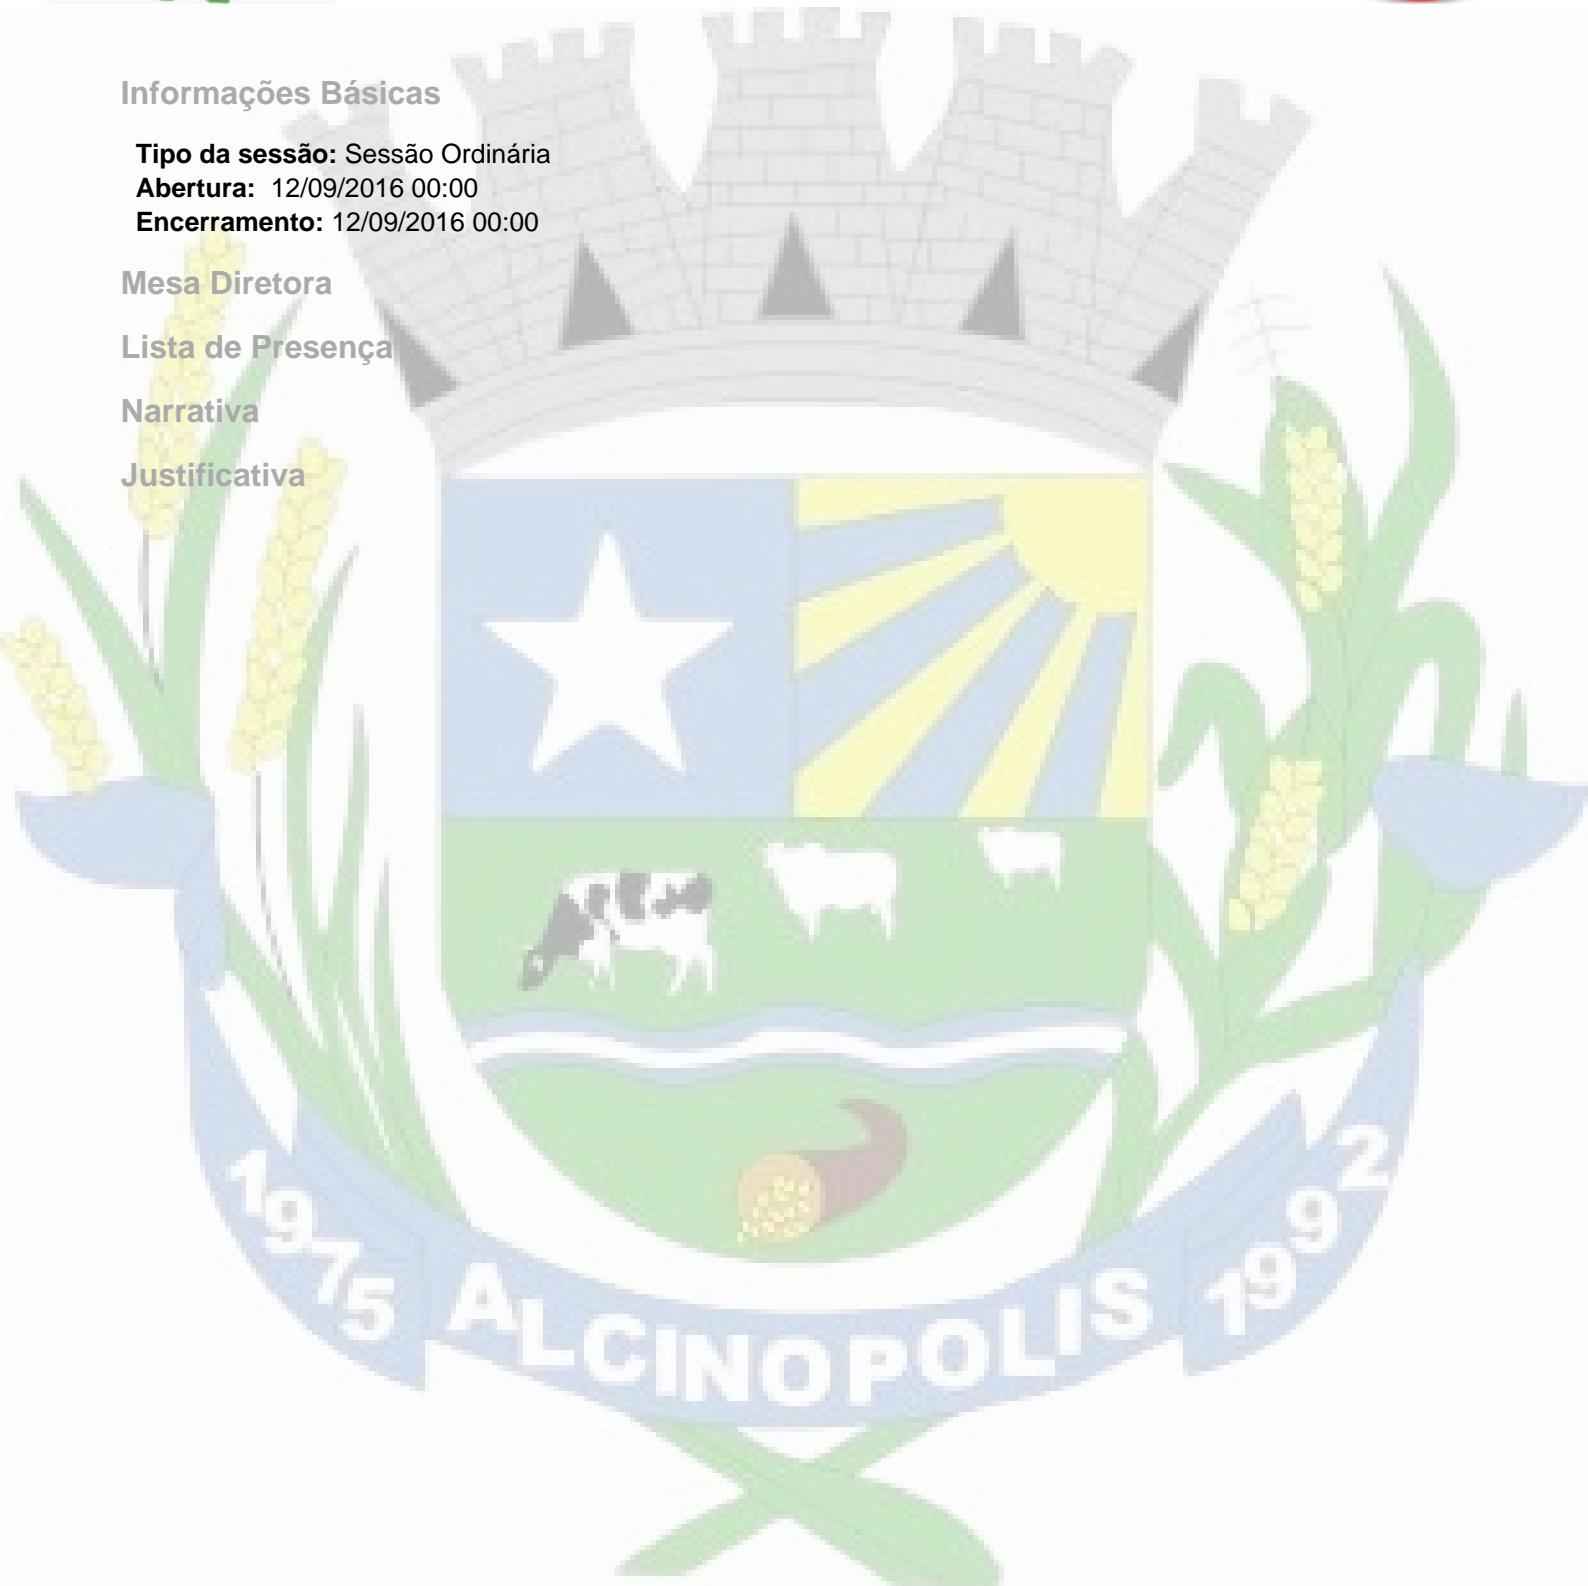 Informações Básicas
Tipo da sessão: Sessão Ordinária
Abertura: 12/09/2016 00:00
Encerramento: 12/09/2016 00:00
Mesa Diretora
Lista de Presença
Narrativa
Justificativa
1975 ALCINOPOLIS 1992